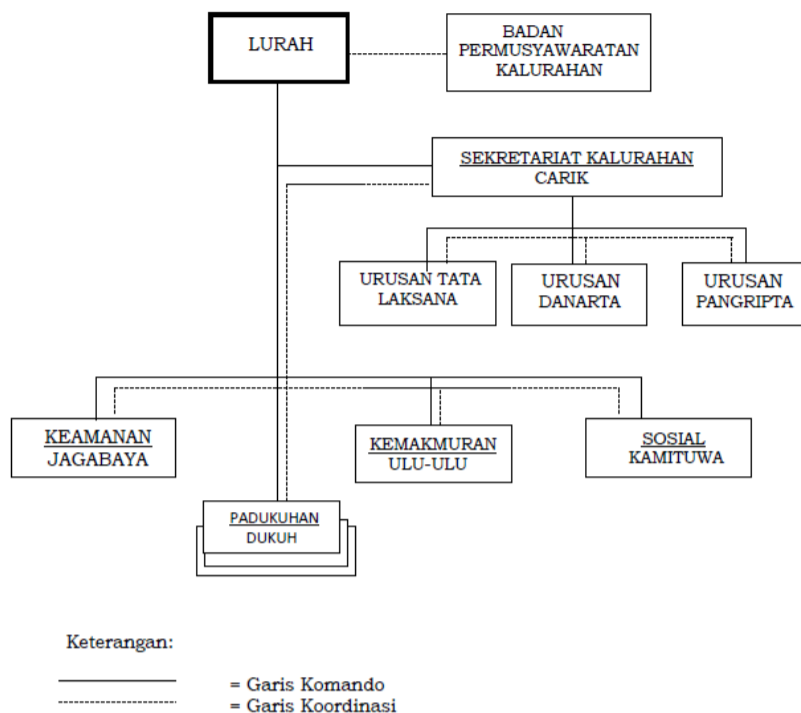 LURAH
BADAN
PERMUSYAWARATAN
KALURAHAN
SEKRETARIAT KALURAHAN
CARIK
URUSAN TATA
LAKSANA
URUSAN
DANARTA
URUSAN
PANGRIPTA
KEAMANAN
JAGABAYA
KEMAKMURAN
ULU-ULU
SOSIAL
KAMITUWA
PADUKUHAN
DUKUH
Keterangan:
= Garis Komando
= Garis Koordinasi